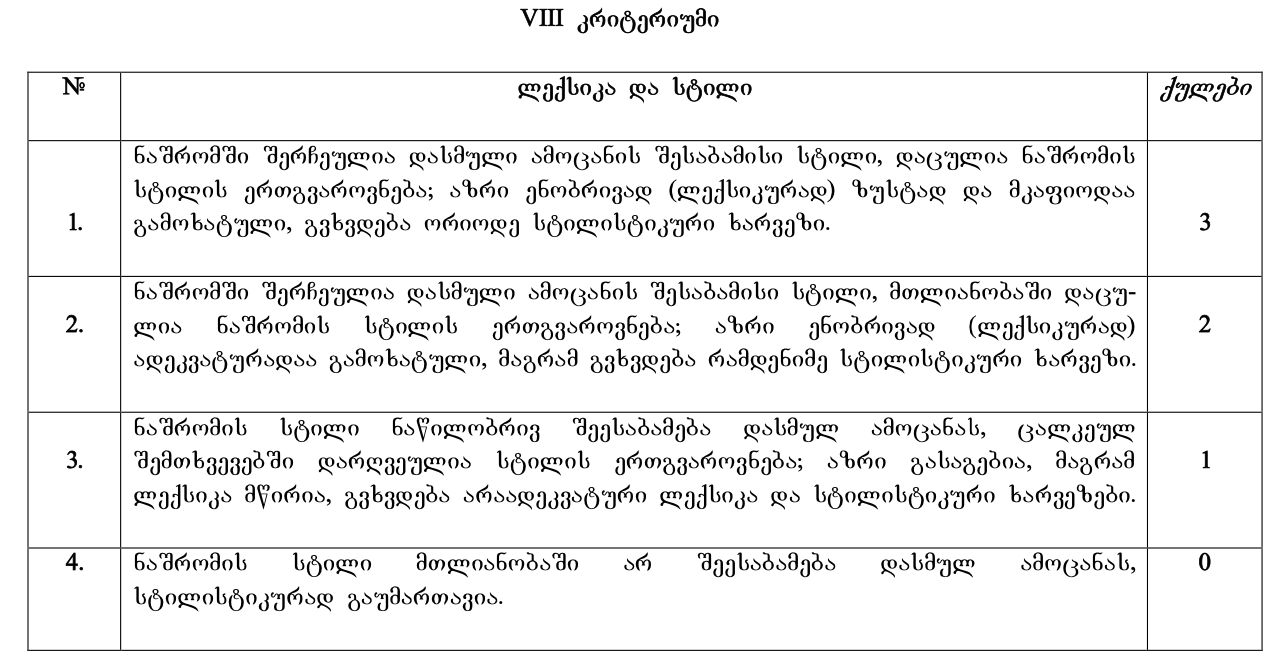 VIII კრიტერიუმი
№ ლექსიკა და სტილი ქულები
ნაშრომში შერჩეულია დასმული ამოცანის შესაბამისი სტილი, დაცულია ნაშრომის
სტილის ერთგვაროვნება; აზრი ენობრივად (ლექსიკურად) ზუსტად და მკაფიოდაა
1. გამოხატული, გვხვდება ორიოდე სტილისტიკური ხარვეზი. 3
ნაშრომში შერჩეულია დასმული ამოცანის შესაბამისი სტილი, მთლიანობაში დაცუ-
2. ლია ნაშრომის სტილის ერთგვაროვნება; აზრი ენობრივად (ლექსიკურად) 2
ადეკვატურადაა გამოხატული, მაგრამ გვხვდება რამდენიმე სტილისტიკური ხარვეზი.
ნაშრომის სტილი ნაწილობრივ შეესაბამება დასმულ ამოცანას, ცალკეულ
3. შემთხვევებში დარღვეულია სტილის ერთგვაროვნება; აზრი გასაგებია, მაგრამ 1
ლექსიკა მწირია, გვხვდება არაადეკვატური ლექსიკა და სტილისტიკური ხარვეზები.
4. ნაშრომის სტილი მთლიანობაში არ შეესაბამება დასმულ ამოცანას, 0
სტილისტიკურად გაუმართავია.